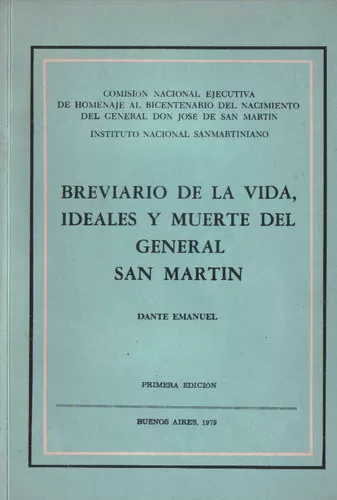 COMISION NACIONAL EJECUTIVA
DE HOMENAJE AL BICENTENARIO DEL NACIMIENTO
DEL GENERAL DON JOSE DE SAN MARTIN
INSTITUTO NACIONAL SANMARTINIANO
BREVIARIO DE LA VIDA,
IDEALES Y MUERTE DEL
GENERAL
SAN MARTIN
DANTE EMANUEL
PRIMERA EDICION
BUENOS AIRES, 1979